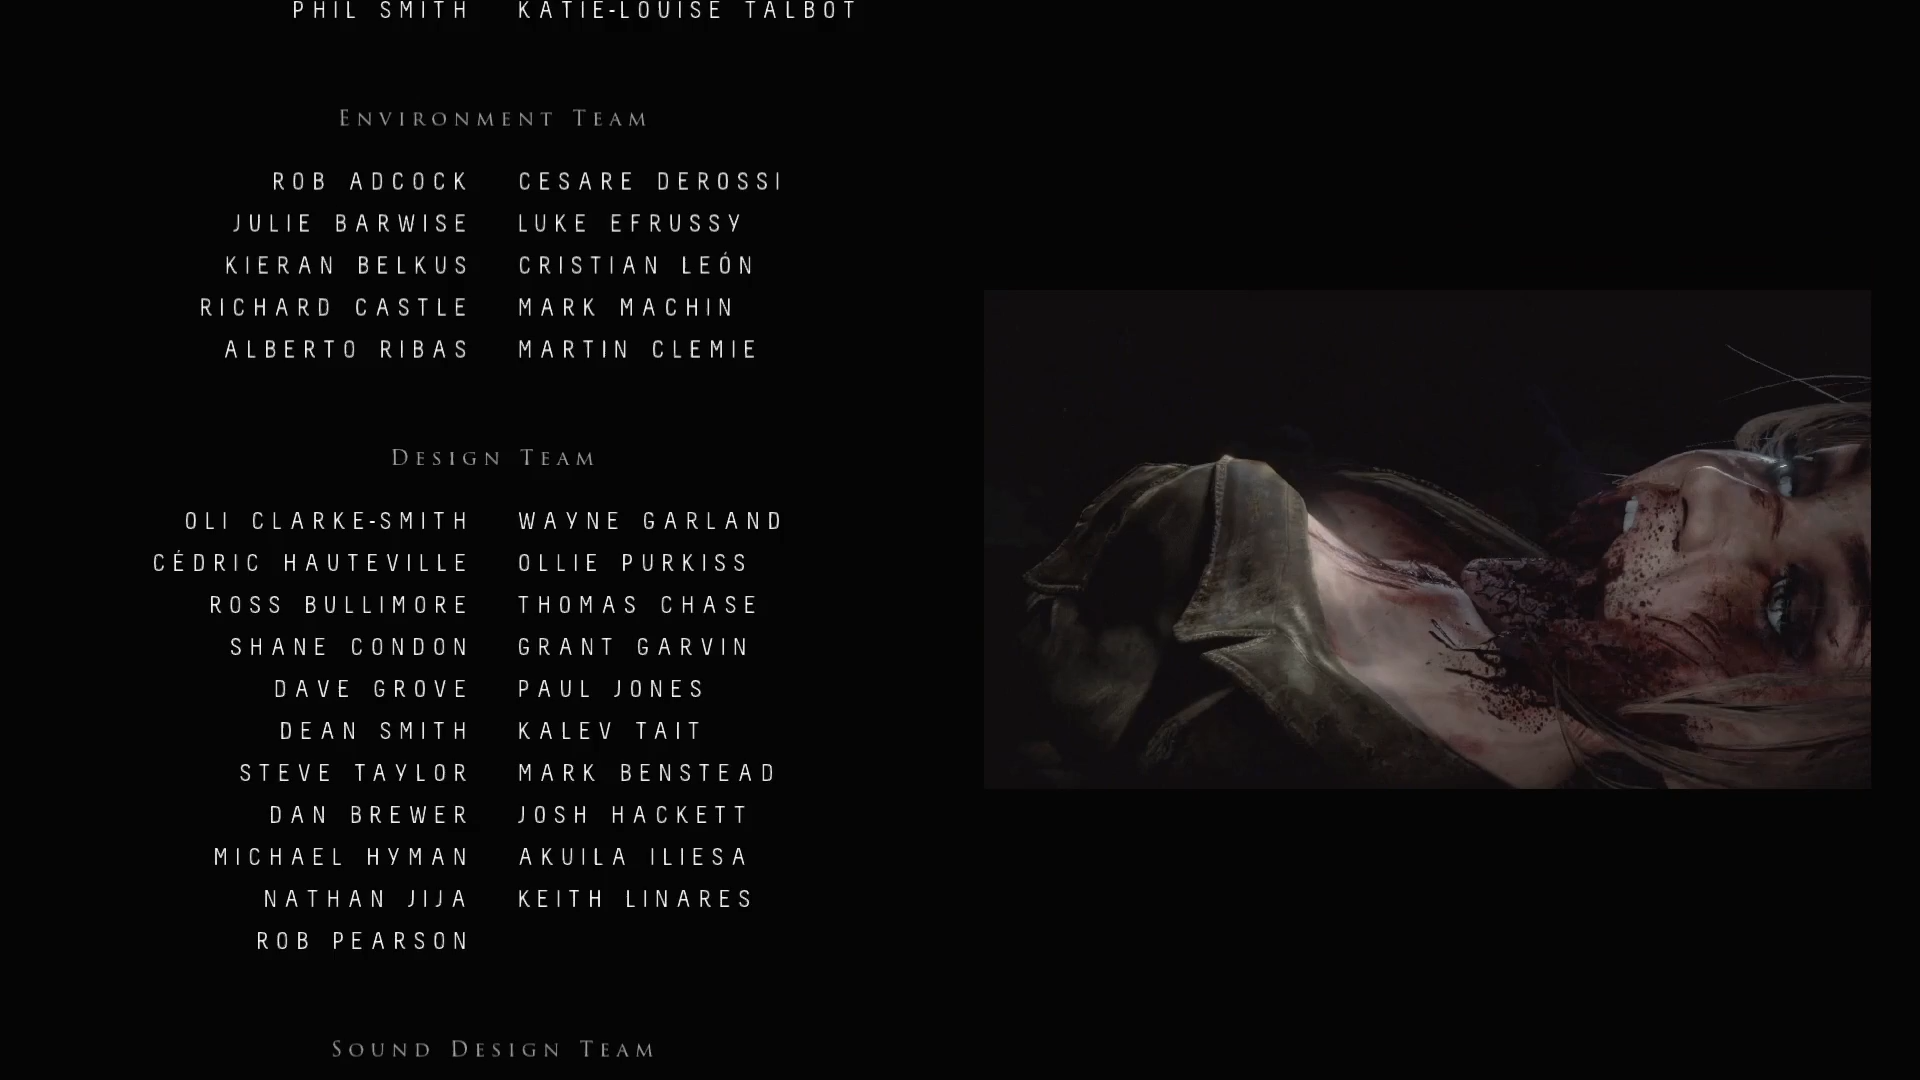 PHIL SMITH KATIE-LOUISE TALBOT
ENVIRONMENT TEAM
ROB ADCOCK CESARE DEROSSI
JULIE BARWISE LUKE EFRUSSY
KIERAN BELKUS CRISTIAN LEÓN
RICHARD CASTLE MARK MACHIN
ALBERTO RIBAS MARTIN CLEMIE
DESIGN TEAM
OLI CLARKE-SMITH WAYNE GARLAND
CÉDRIC HAUTEVILLE OLLIE PURKISS
ROSS BULLIMORE THOMAS CHASE
SHANE CONDON GRANT GARVIN
DAVE GROVE PAUL JONES
DEAN SMITH KALEV TAIT
STEVE TAYLOR MARK BENSTEAD
DAN BREWER JOSH HACKETT
MICHAEL HYMAN AKUILA ILIESA
NATHAN JIJA KEITH LINARES
ROB PEARSON
SOUND DESIGN TEAM